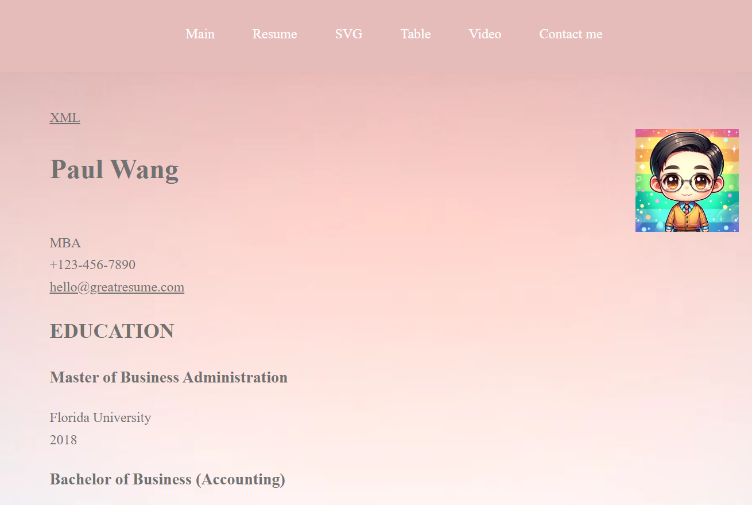 Main Resume SVG Table Video Contact me
XML
Paul Wang
MBA
+123-456-7890
hello@greatresume.com
EDUCATION
Master of Business Administration
Florida University
2018
Bachelor of Business (Accounting)